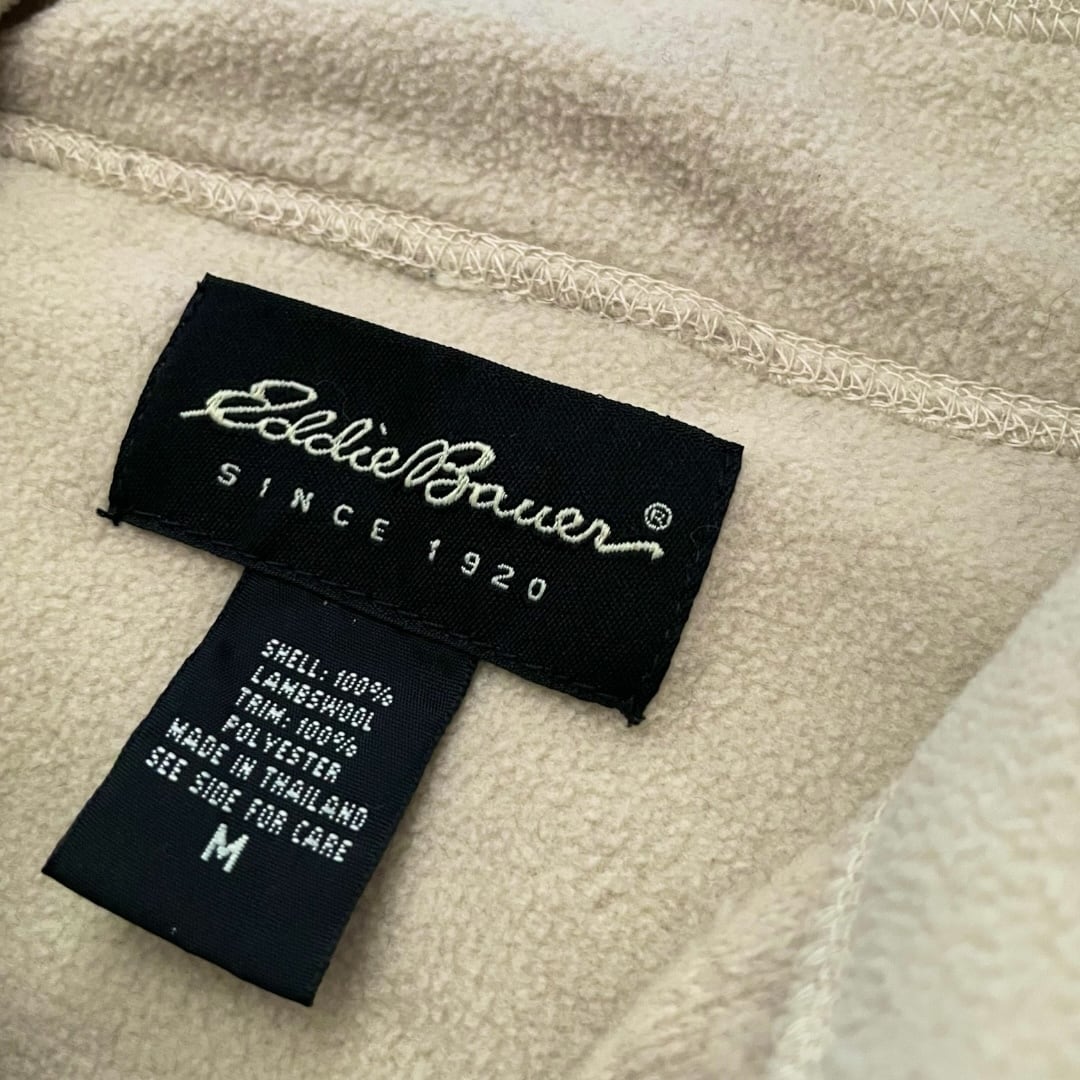 Eddie Bauer®
SINCE 1920
SHELL: 100%
LAMBSWOOL
TRIM: 100%
POLYESTER
MADE IN THAILAND
SEE SIDE FOR CARE
M